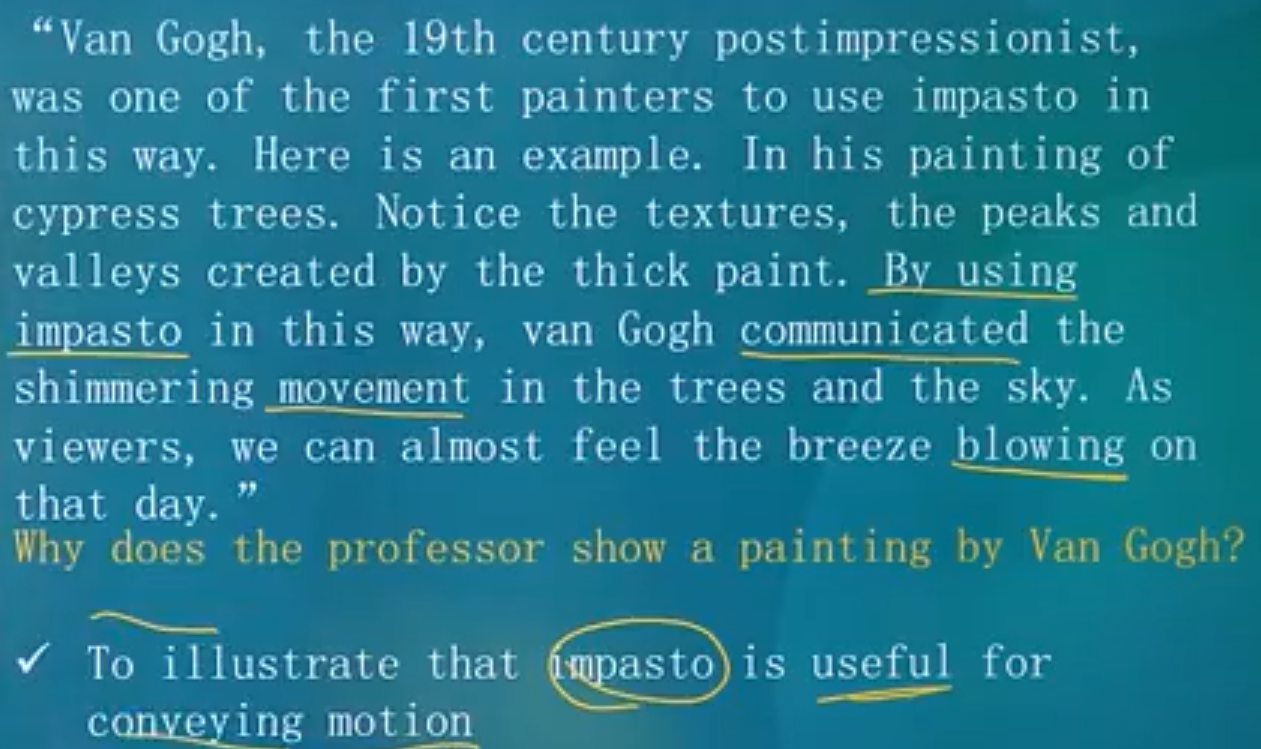 “Van Gogh, the 19th century postimpressionist,
was one of the first painters to use impasto in
this way. Here is an example. In his painting of
cypress trees. Notice the textures, the peaks and
valleys created by the thick paint. By using
impasto in this way, van Gogh communicated the
shimmering movement in the trees and the sky. As
viewers, we can almost feel the breeze blowing on
that day.”
Why does the professor show a painting by Van Gogh?
✓ To illustrate that impasto is useful for
conveying motion